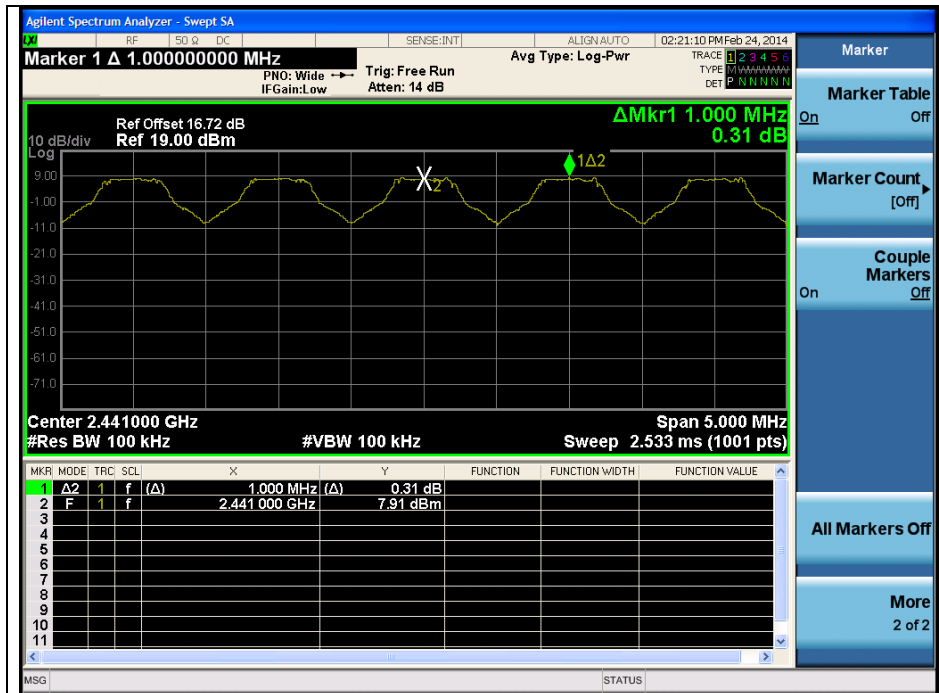 Agilent Spectrum Analyzer - Swept SA
LXI RF 50 Ω DC SENSE:INT ALIGN AUTO 02:21:10 PM Feb 24, 2014
Marker 1 Δ 1.000000000 MHz
PNO: Wide
IFGain:Low
Trig: Free Run
Atten: 14 dB
Avg Type: Log-Pwr
TRACE 1 2 3 4 5 6
TYPE M W W W W W
DET P N N N N N
ΔMkr1 1.000 MHz
0.31 dB
Ref Offset 16.72 dB
10 dB/div Ref 19.00 dBm
Log
9.00
-1.00
-11.0
-21.0
-31.0
-41.0
-51.0
-61.0
-71.0
2
1Δ2
Center 2.441000 GHz Span 5.000 MHz
#Res BW 100 kHz #VBW 100 kHz Sweep 2.533 ms (1001 pts)
MKR MODE TRC SCL X Y FUNCTION FUNCTION WIDTH FUNCTION VALUE
1 Δ2 1 f (Δ) 1.000 MHz (Δ) 0.31 dB
2 F 1 f 2.441 000 GHz 7.91 dBm
3
4
5
6
7
8
9
10
11
MSG STATUS
Marker
Marker Table
On Off
Marker Count
[Off]
Couple
Markers
On Off
All Markers Off
More
2 of 2